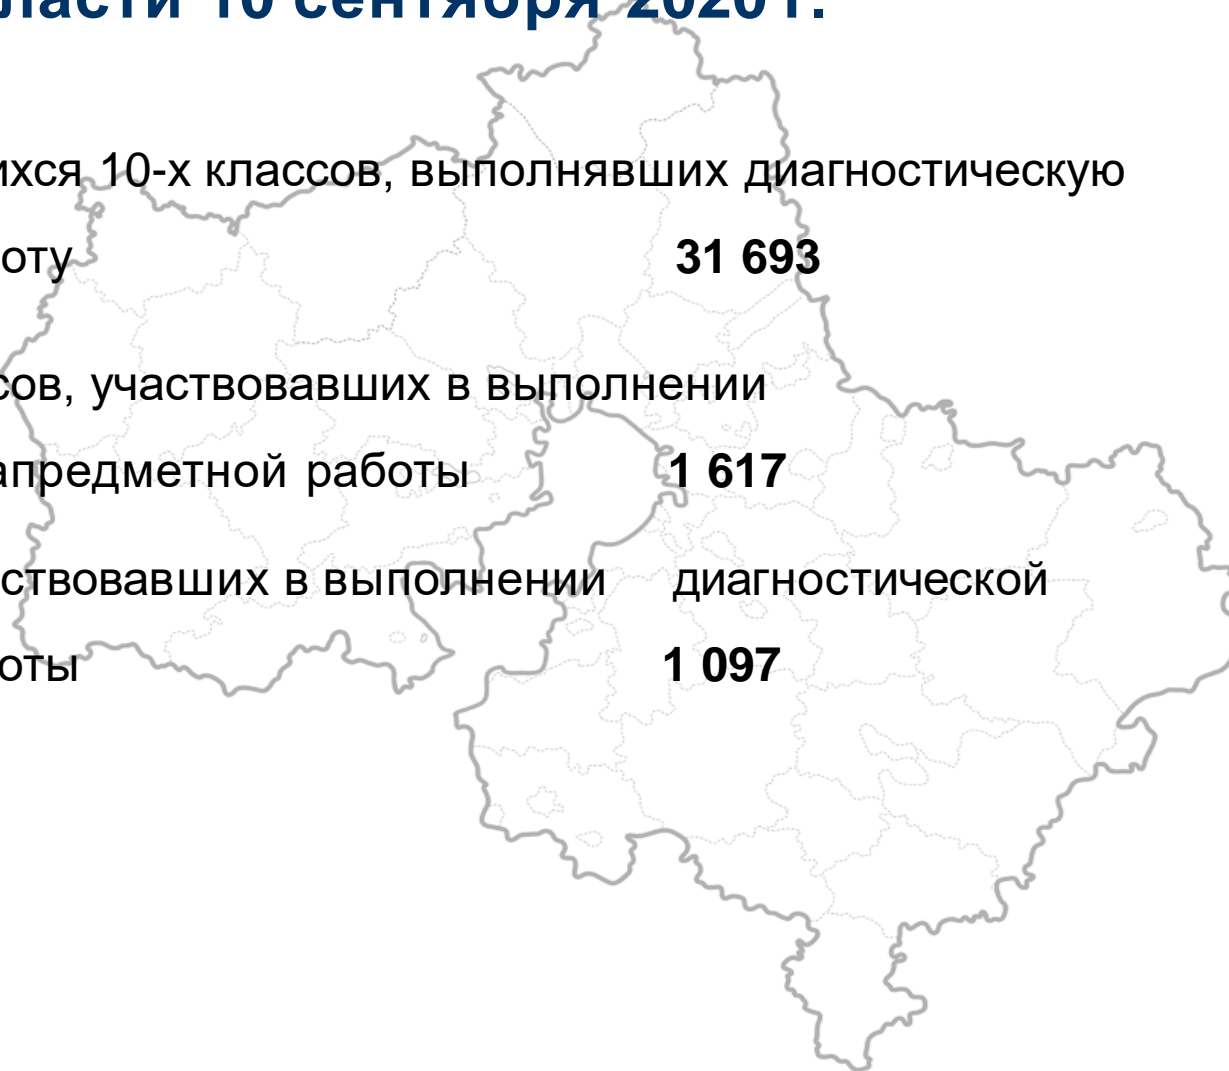 ласти 10 сентября 2020 г.
ихся 10-х классов, выполнявших диагностическую
оту 31 693
сов, участвовавших в выполнении
апредметной работы 1 617
ствовавших в выполнении диагностической
оты 1 097